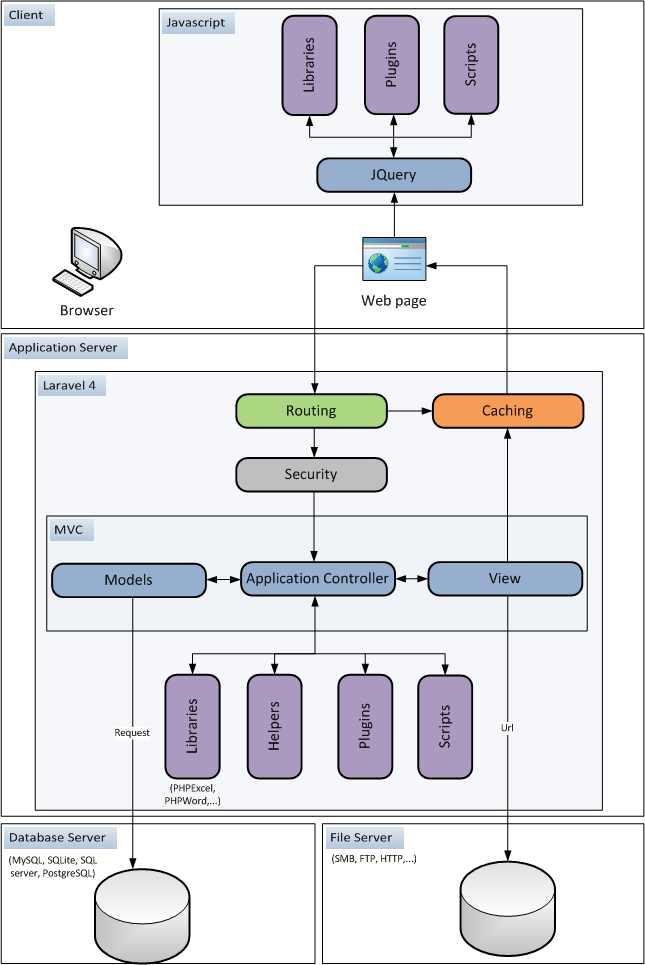 Client
Javascript
Libraries
Plugins
Scripts
JQuery
Browser
Web page
Application Server
Laravel 4
Routing
Caching
Security
MVC
Models
Application Controller
View
Libraries
Helpers
Plugins
Scripts
Request
Url
(PHPExcel,
PHPWord,...)
Database Server
(MySQL, SQLite, SQL
server, PostgreSQL)
File Server
(SMB, FTP, HTTP,...)